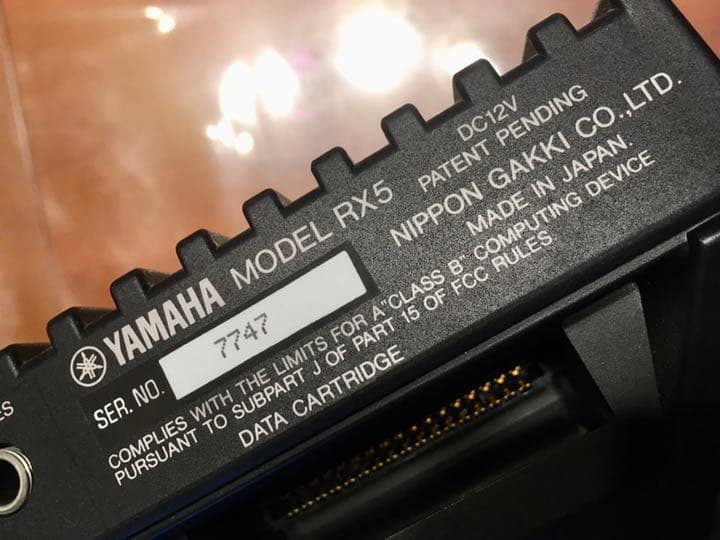 YAMAHA MODEL RX5
DC12V
PATENT PENDING
NIPPON GAKKI CO.,LTD.
MADE IN JAPAN.
SER. NO. 7747
COMPLIES WITH THE LIMITS FOR A "CLASS B" COMPUTING DEVICE
PURSUANT TO SUBPART J OF PART 15 OF FCC RULES
DATA CARTRIDGE